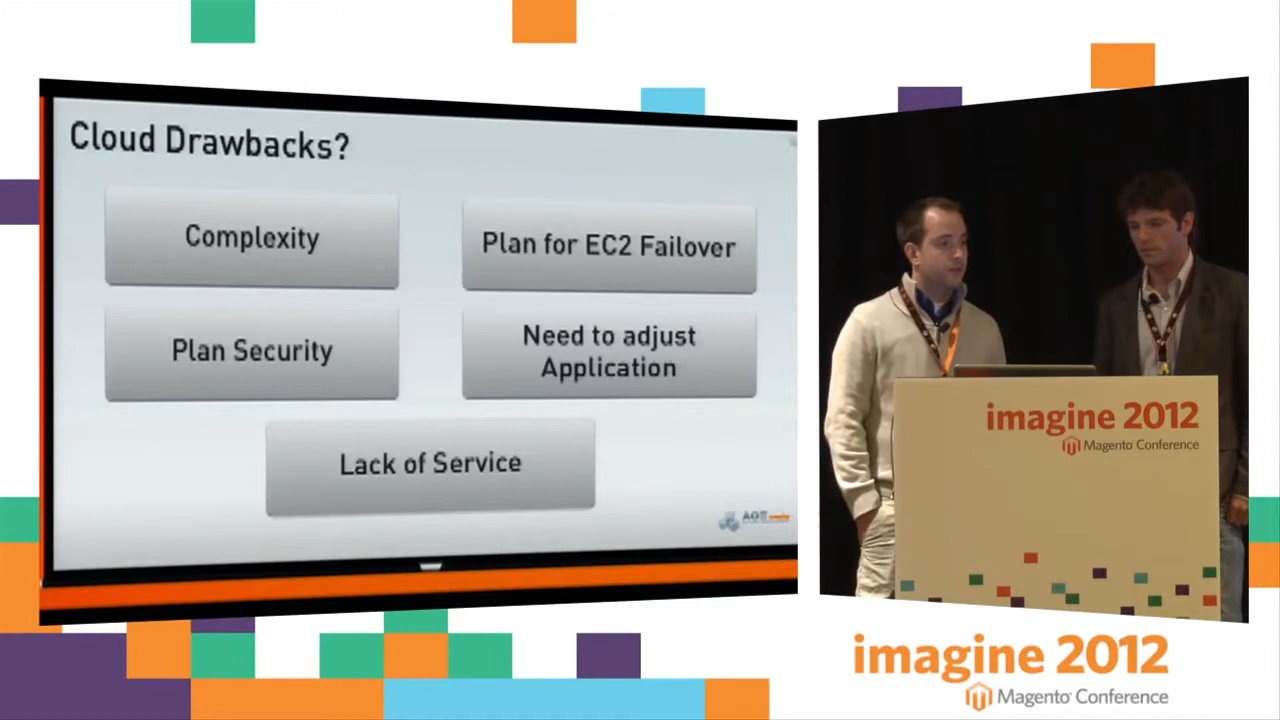 Cloud Drawbacks?
Complexity
Plan for EC2 Failover
Plan Security
Need to adjust
Application
Lack of Service
imagine 2012
Magento Conference
imagine 2012
Magento Conference